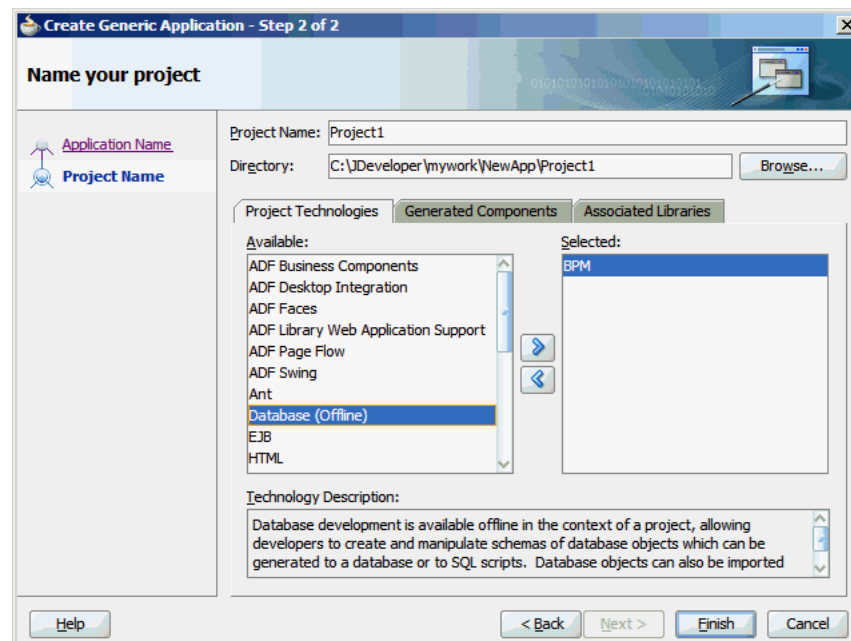 Create Generic Application - Step 2 of 2
Name your project
Application Name
Project Name
Project Name: Project1
Directory: C:\JDeveloper\mywork\NewApp\Project1 Browse...
Project Technologies Generated Components Associated Libraries
Available: Selected:
ADF Business Components BPM
ADF Desktop Integration
ADF Faces
ADF Library Web Application Support
ADF Page Flow
ADF Swing
Ant
Database (Offline)
EJB
HTML
Technology Description:
Database development is available offline in the context of a project, allowing
developers to create and manipulate schemas of database objects which can be
generated to a database or to SQL scripts. Database objects can also be imported
Help < Back Next > Finish Cancel